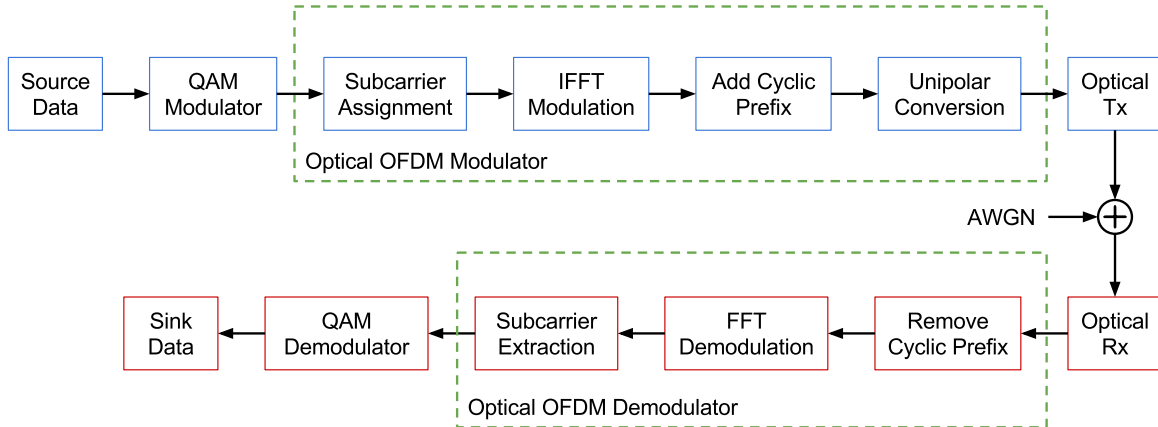 Source
Data
QAM
Modulator
Subcarrier
Assignment
IFFT
Modulation
Add Cyclic
Prefix
Unipolar
Conversion
Optical
Tx
Optical OFDM Modulator
AWGN
Sink
Data
QAM
Demodulator
Subcarrier
Extraction
FFT
Demodulation
Remove
Cyclic Prefix
Optical
Rx
Optical OFDM Demodulator